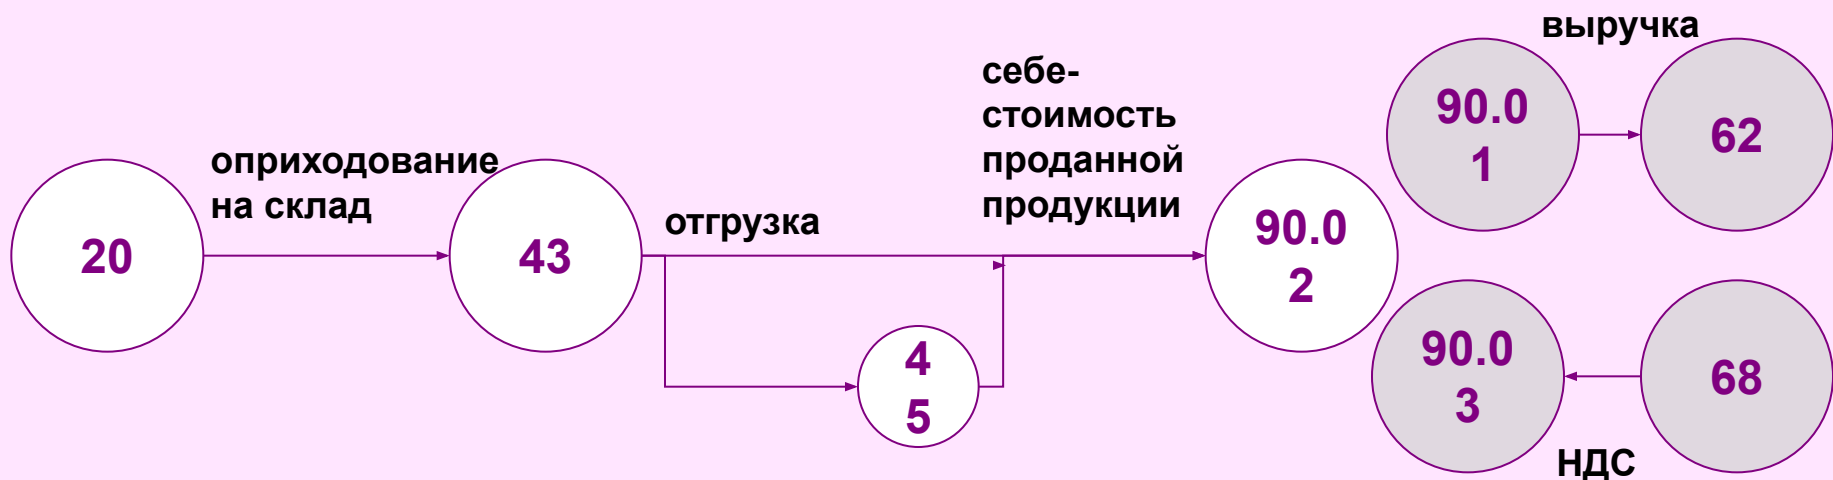 20
оприходование
на склад
43
отгрузка
4
5
себе-
стоимость
проданной
продукции
90.0
2
выручка
90.0
1
62
90.0
3
68
НДС